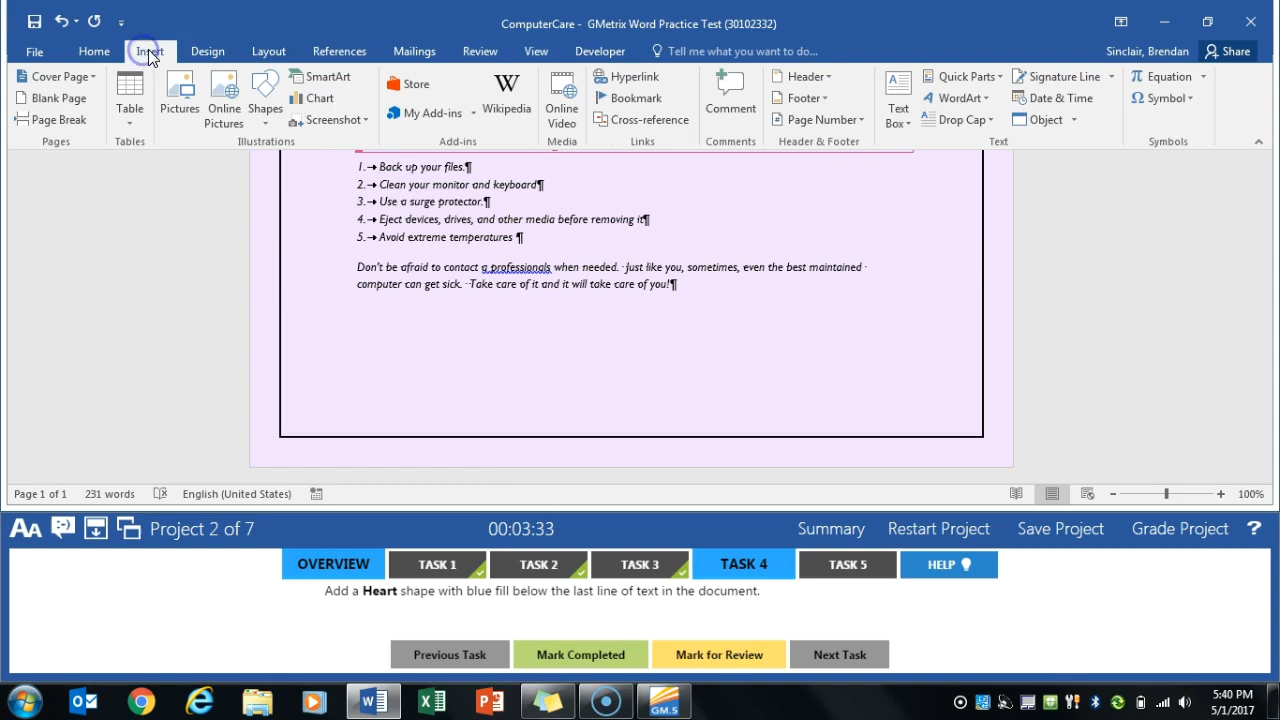 ComputerCare - GMetrix Word Practice Test (30102332)
File Home Insert Design Layout References Mailings Review View Developer Tell me what you want to do... Sinclair, Brendan Share
Cover Page
Blank Page
Page Break
Pages
Table
Tables
Pictures
Online Pictures
Shapes
SmartArt
Chart
Screenshot
Illustrations
Store
My Add-ins
W
Wikipedia
Add-ins
Online Video
Media
Hyperlink
Bookmark
Cross-reference
Links
Comment
Comments
Header
Footer
Page Number
Header & Footer
Text Box
Quick Parts
WordArt
Drop Cap
Signature Line
Date & Time
Object
Text
Equation
Symbol
Symbols
1.→ Back up your files.¶
2.→ Clean your monitor and keyboard¶
3.→ Use a surge protector.¶
4.→ Eject devices, drives, and other media before removing it¶
5.→ Avoid extreme temperatures ¶
Don't be afraid to contact a professionals when needed. ·Just like you, sometimes, even the best maintained ·
computer can get sick. ··Take care of it and it will take care of you!¶
Page 1 of 1 231 words English (United States) 100%
AA Project 2 of 7 00:03:33 Summary Restart Project Save Project Grade Project ?
OVERVIEW TASK 1 TASK 2 TASK 3 TASK 4 TASK 5 HELP
Add a Heart shape with blue fill below the last line of text in the document.
Previous Task Mark Completed Mark for Review Next Task
GM.5
5:40 PM
5/1/2017